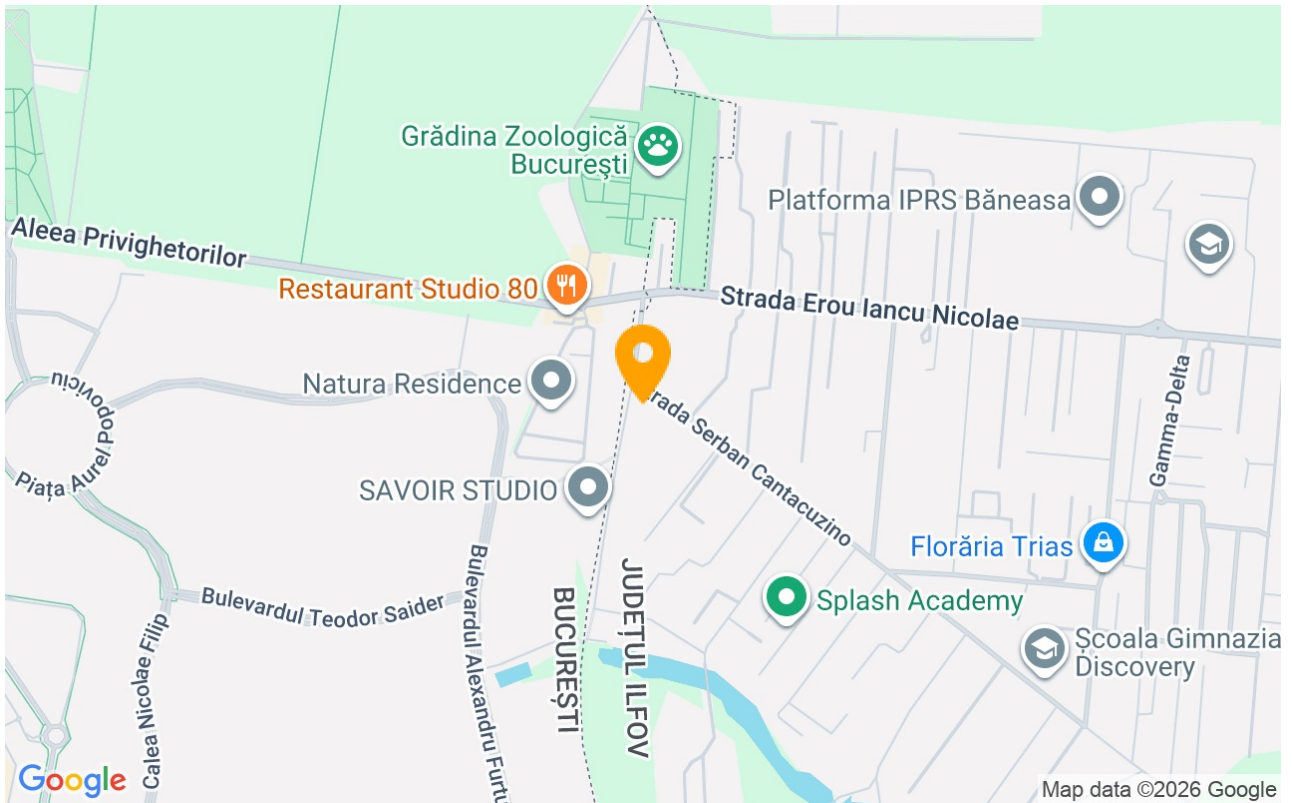 Grădina Zoologică
București
Platforma IPRS Băneasa
Aleea Privighetorilor
Restaurant Studio 80
Strada Erou Iancu Nicolae
Natura Residence
Piața Aurel Popoviciu
Strada Serban Cantacuzino
Gamma-Delta
SAVOIR STUDIO
Florăria Trias
Bulevardul Teodor Saider
Splash Academy
BUCUREȘTI
JUDEȚUL ILFOV
Școala Gimnazia
Discovery
Calea Nicolae Filip
Bulevardul Alexandru Furtu
Google
Map data ©2026 Google